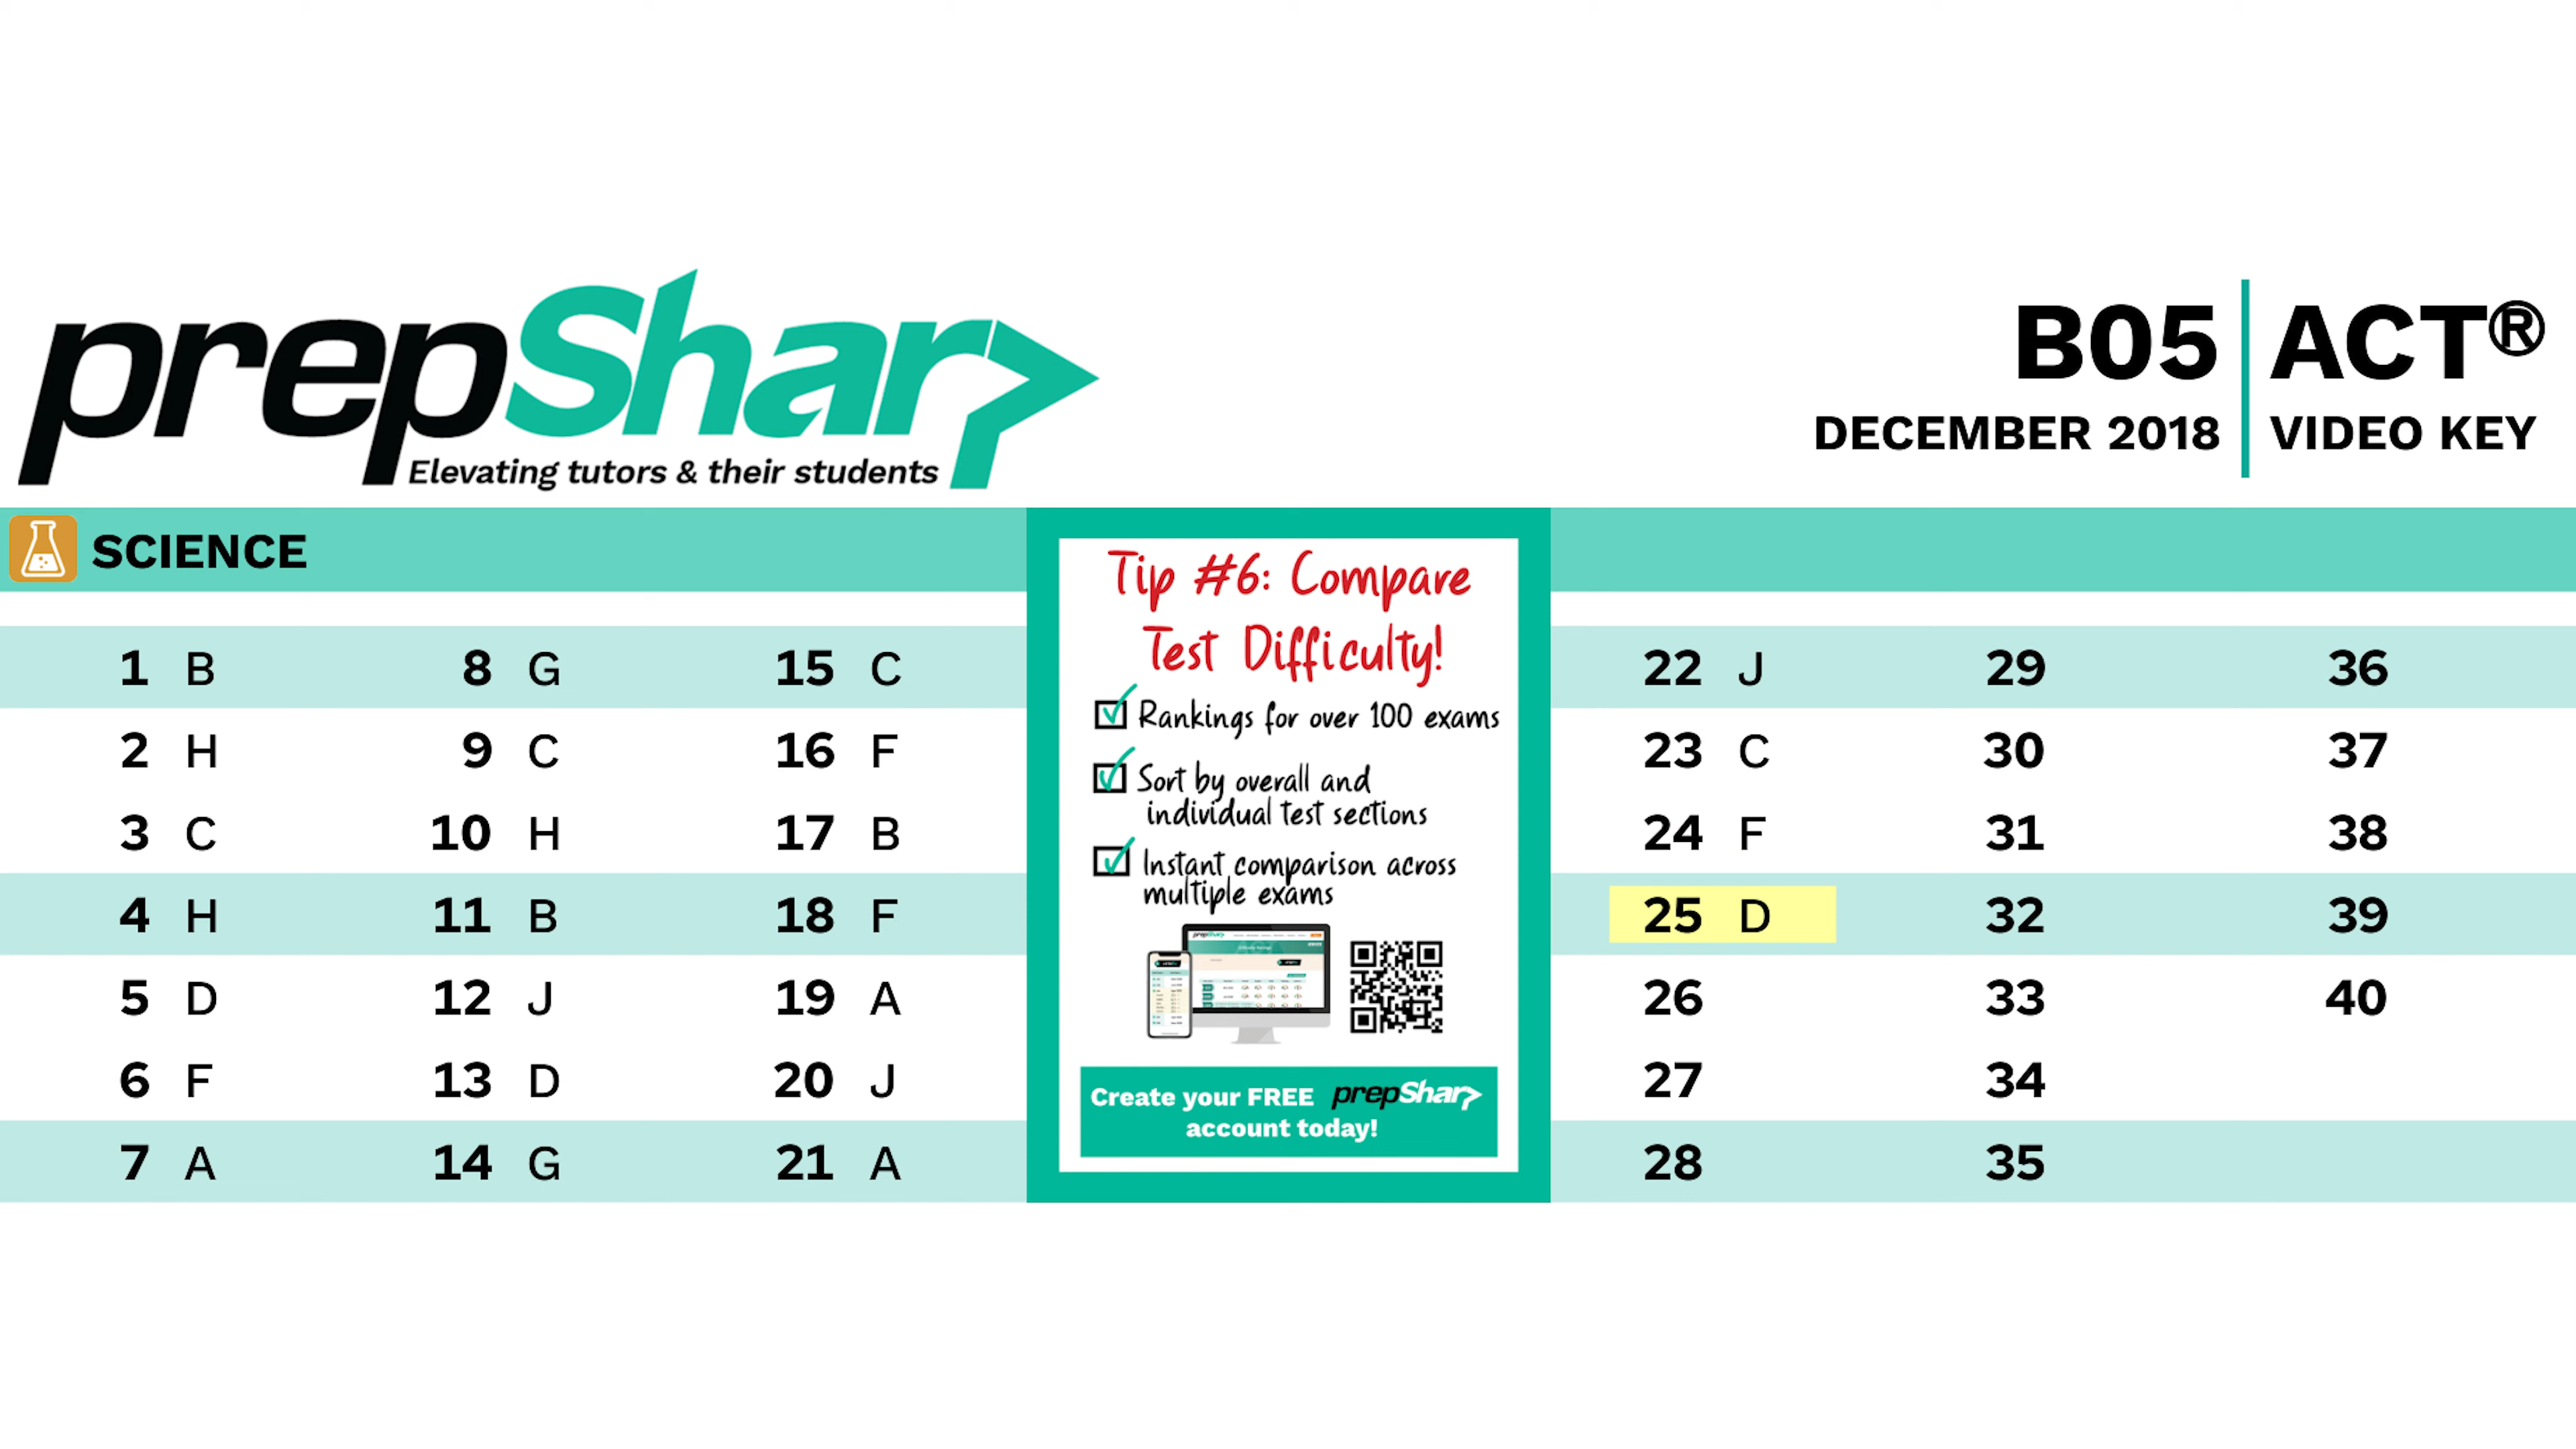 prepSharp
Elevating tutors & their students
B05 ACT®
DECEMBER 2018 VIDEO KEY
SCIENCE
1 B 8 G 15 C
2 H 9 C 16 F
3 C 10 H 17 B
4 H 11 B 18 F
5 D 12 J 19 A
6 F 13 D 20 J
7 A 14 G 21 A
Tip #6: Compare
Test Difficulty!
Rankings for over 100 exams
Sort by overall and
individual test sections
Instant comparison across
multiple exams
Create your FREE prepSharp
account today!
22 J 29 36
23 C 30 37
24 F 31 38
25 D 32 39
26 33 40
27 34
28 35